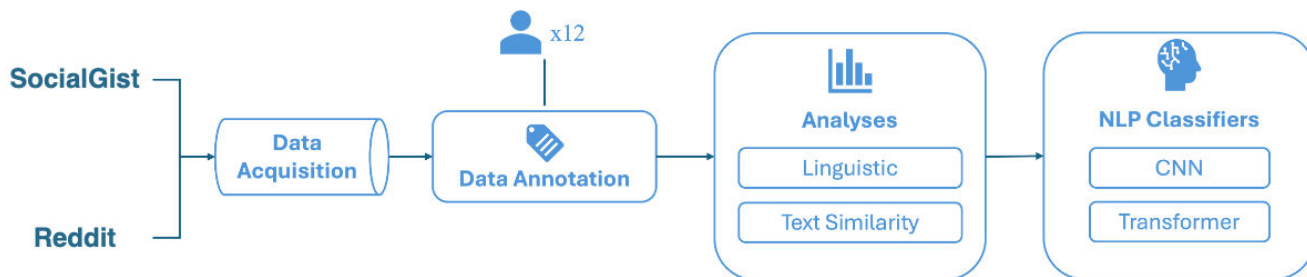 SocialGist
Reddit
Data
Acquisition
x12
Data Annotation
Analyses
Linguistic
Text Similarity
NLP Classifiers
CNN
Transformer